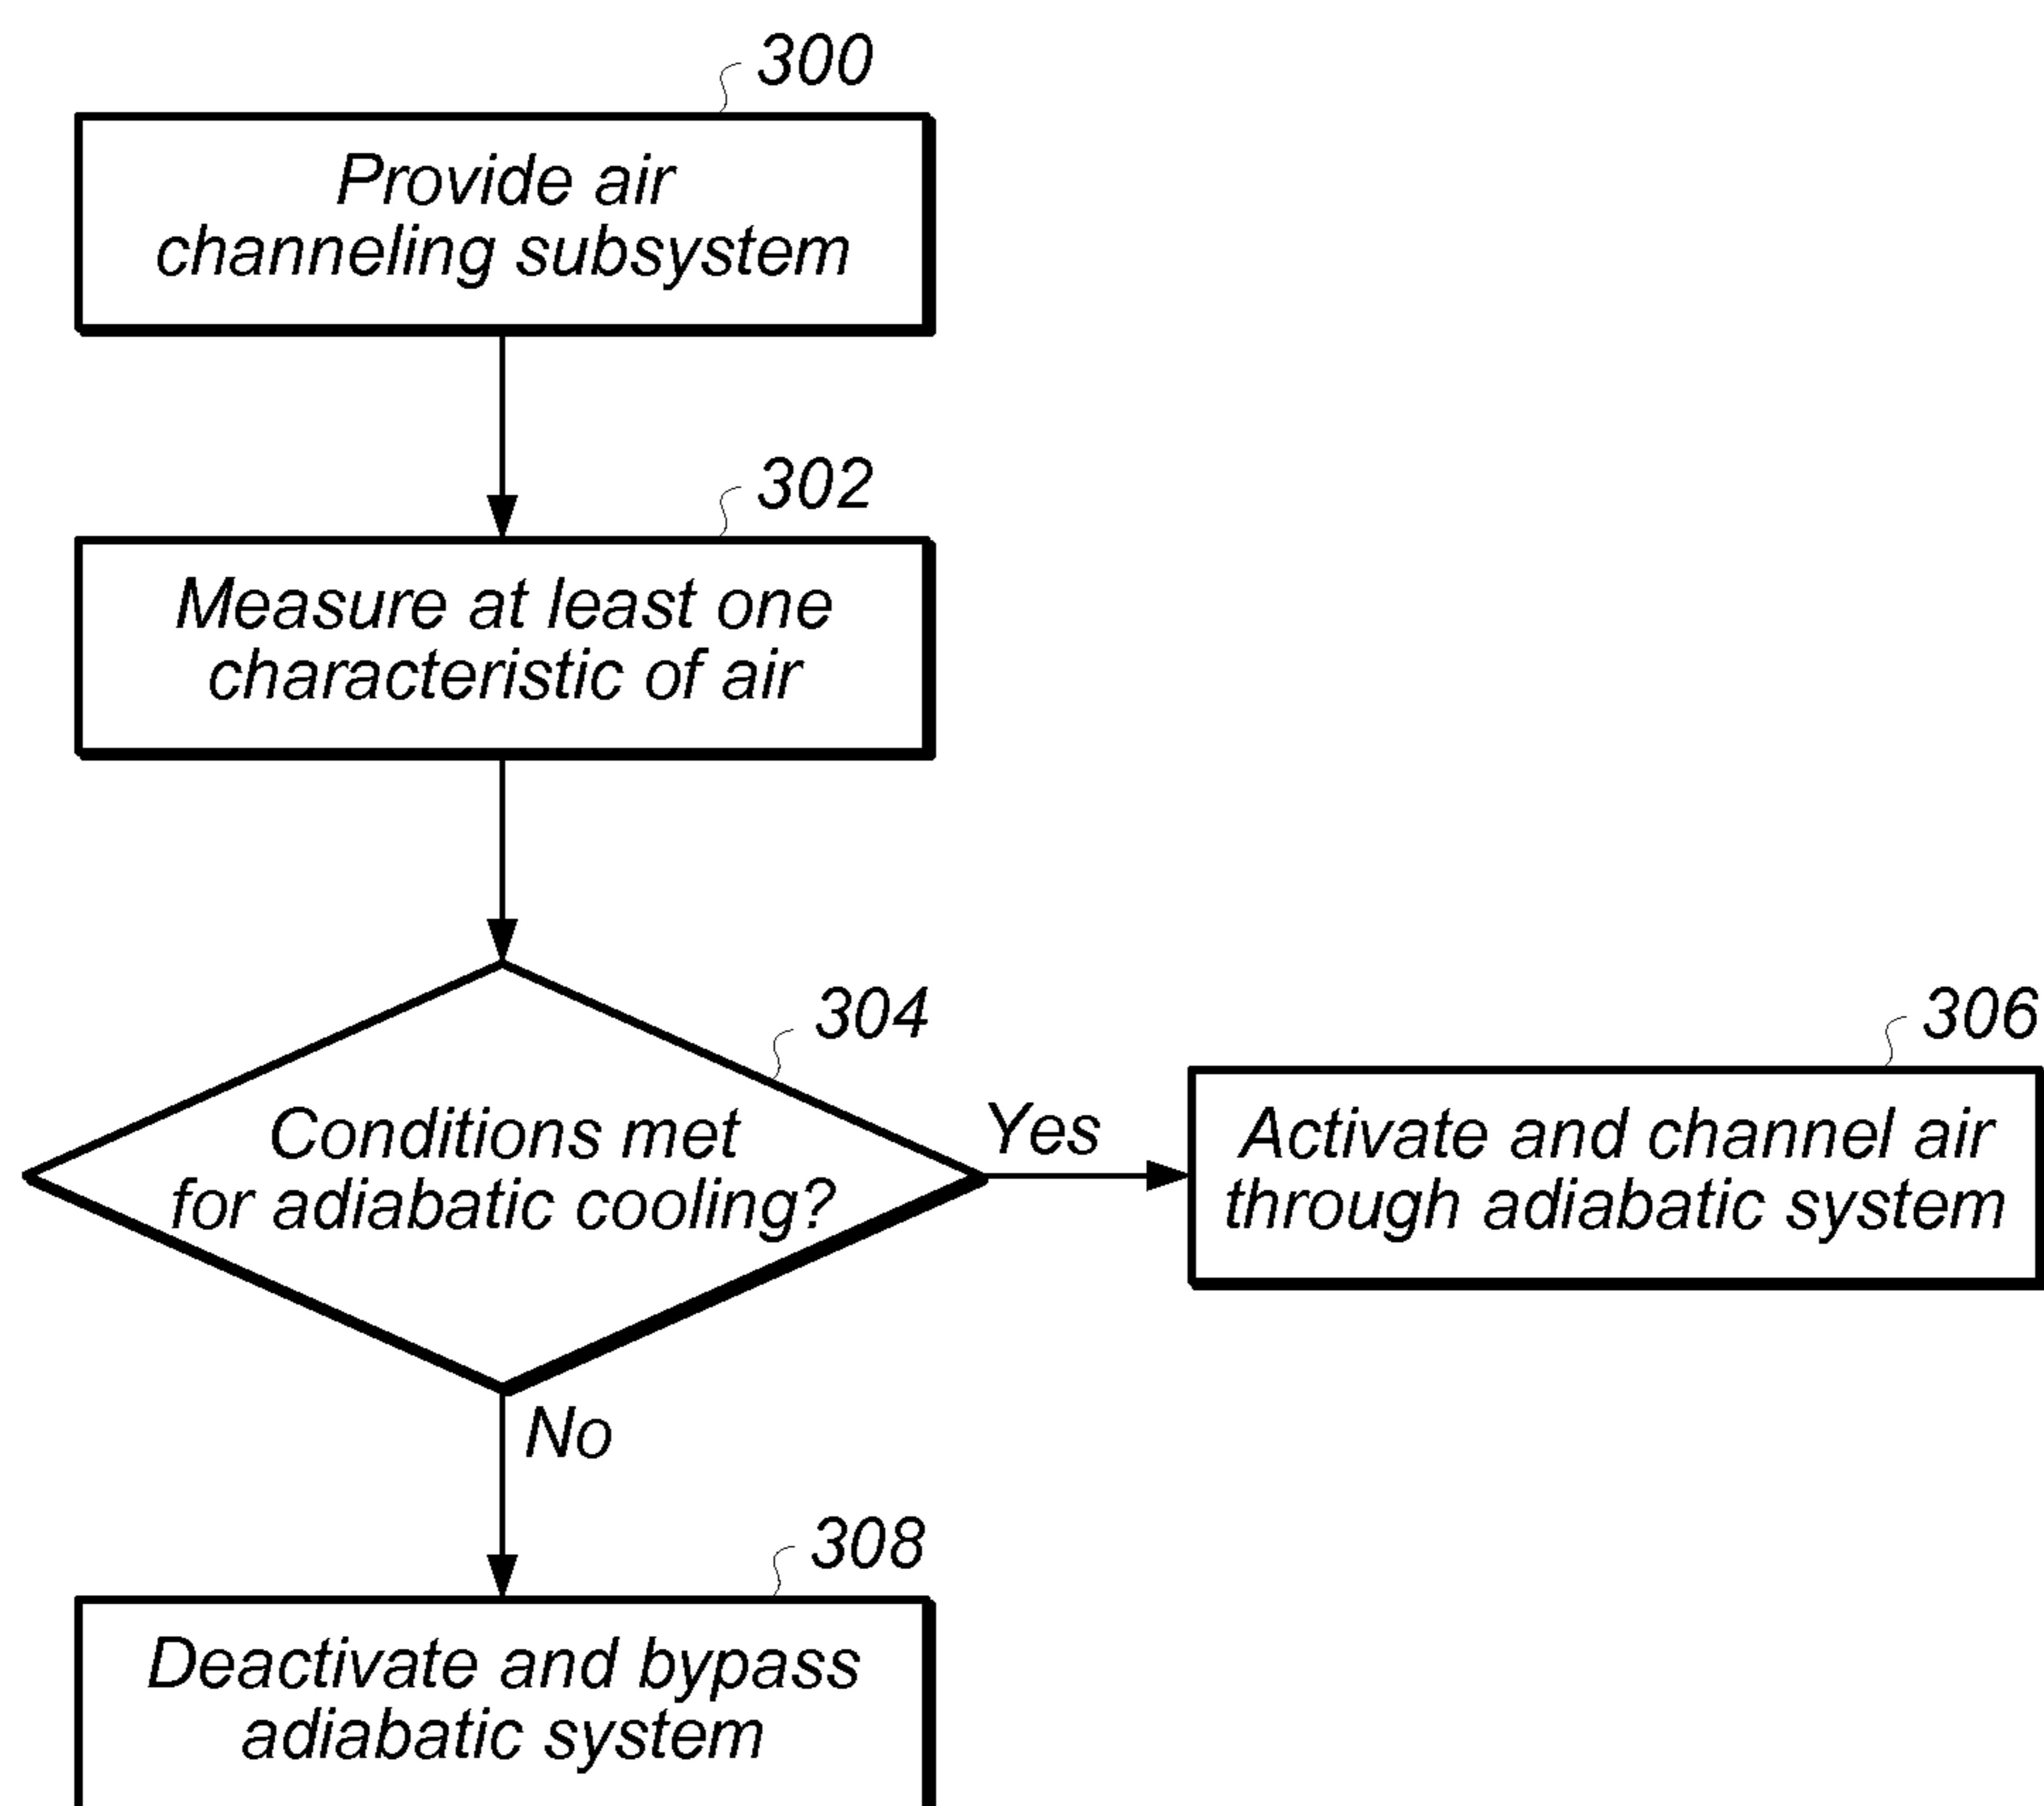 300
Provide air
channeling subsystem
302
Measure at least one
characteristic of air
304
Conditions met
for adiabatic cooling?
Yes
306
Activate and channel air
through adiabatic system
No
308
Deactivate and bypass
adiabatic system